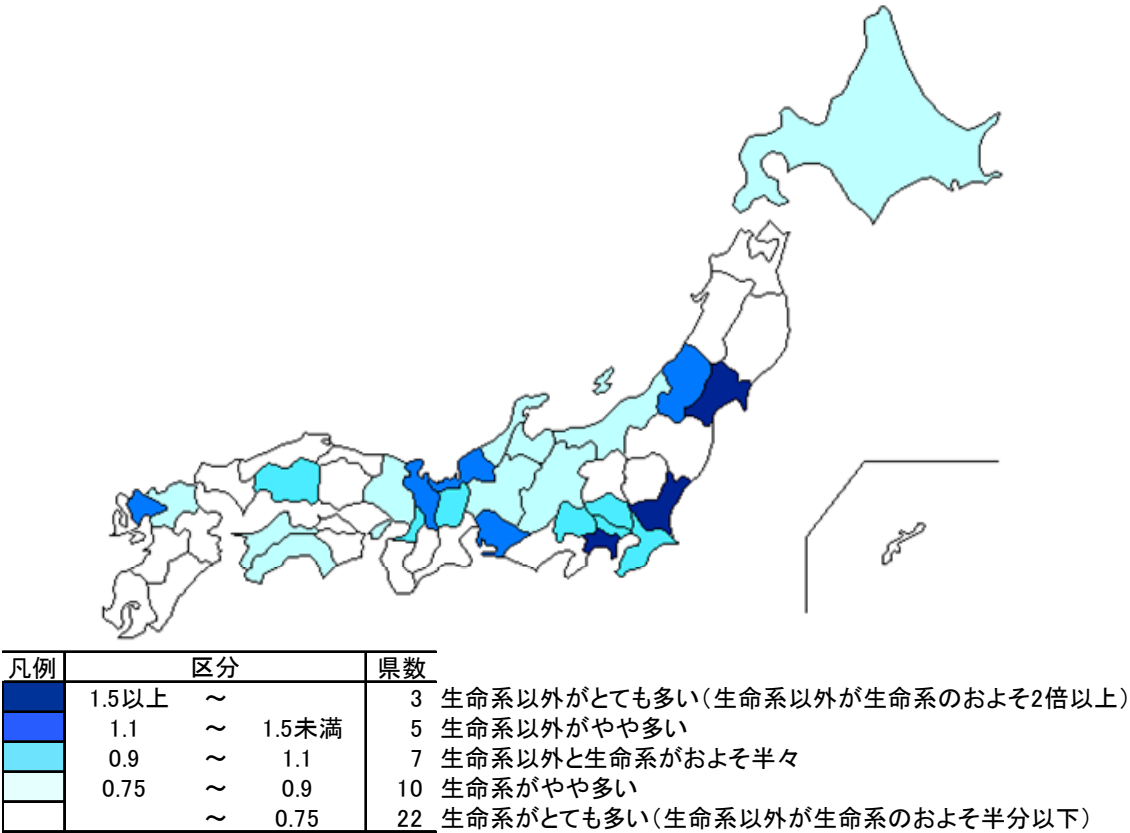 凡例 区分 県数
1.5以上 ～ 3 生命系以外がとても多い（生命系以外が生命系のおよそ2倍以上）
1.1 ～ 1.5未満 5 生命系以外がやや多い
0.9 ～ 1.1 7 生命系以外と生命系がおよそ半々
0.75 ～ 0.9 10 生命系がやや多い
～ 0.75 22 生命系がとても多い（生命系以外が生命系のおよそ半分以下）